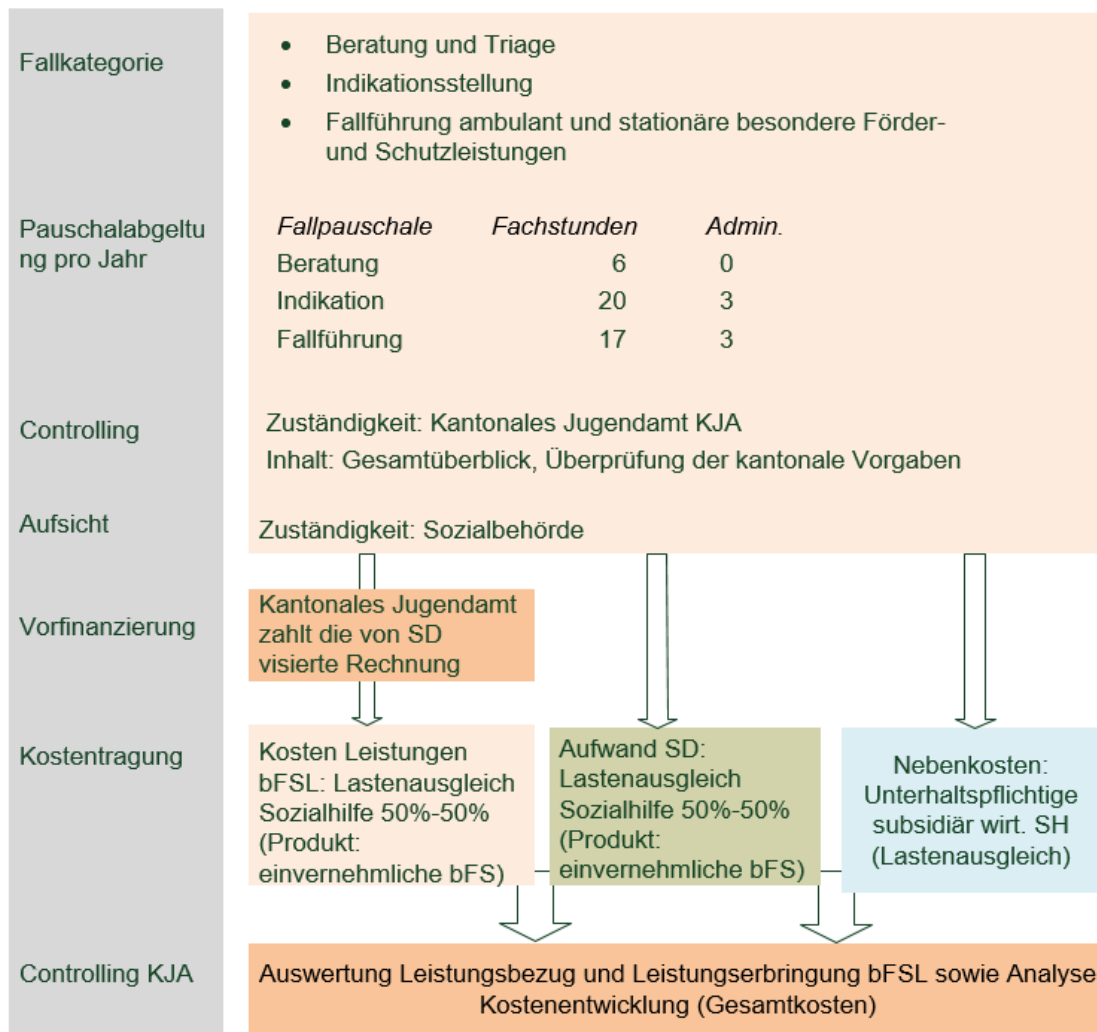 Fallkategorie
• Beratung und Triage
• Indikationsstellung
• Fallführung ambulant und stationäre besondere Förder-
und Schutzleistungen
Pauschalabgeltu
ng pro Jahr
Fallpauschale Fachstunden Admin.
Beratung 6 0
Indikation 20 3
Fallführung 17 3
Controlling
Zuständigkeit: Kantonales Jugendamt KJA
Inhalt: Gesamtüberblick, Überprüfung der kantonale Vorgaben
Aufsicht
Zuständigkeit: Sozialbehörde
Vorfinanzierung
Kantonales Jugendamt
zahlt die von SD
visierte Rechnung
Kostentragung
Kosten Leistungen
bFSL: Lastenausgleich
Sozialhilfe 50%-50%
(Produkt:
einvernehmliche bFS)
Aufwand SD:
Lastenausgleich
Sozialhilfe 50%-50%
(Produkt:
einvernehmliche bFS)
Nebenkosten:
Unterhaltspflichtige
subsidiär wirt. SH
(Lastenausgleich)
Controlling KJA
Auswertung Leistungsbezug und Leistungserbringung bFSL sowie Analyse
Kostenentwicklung (Gesamtkosten)